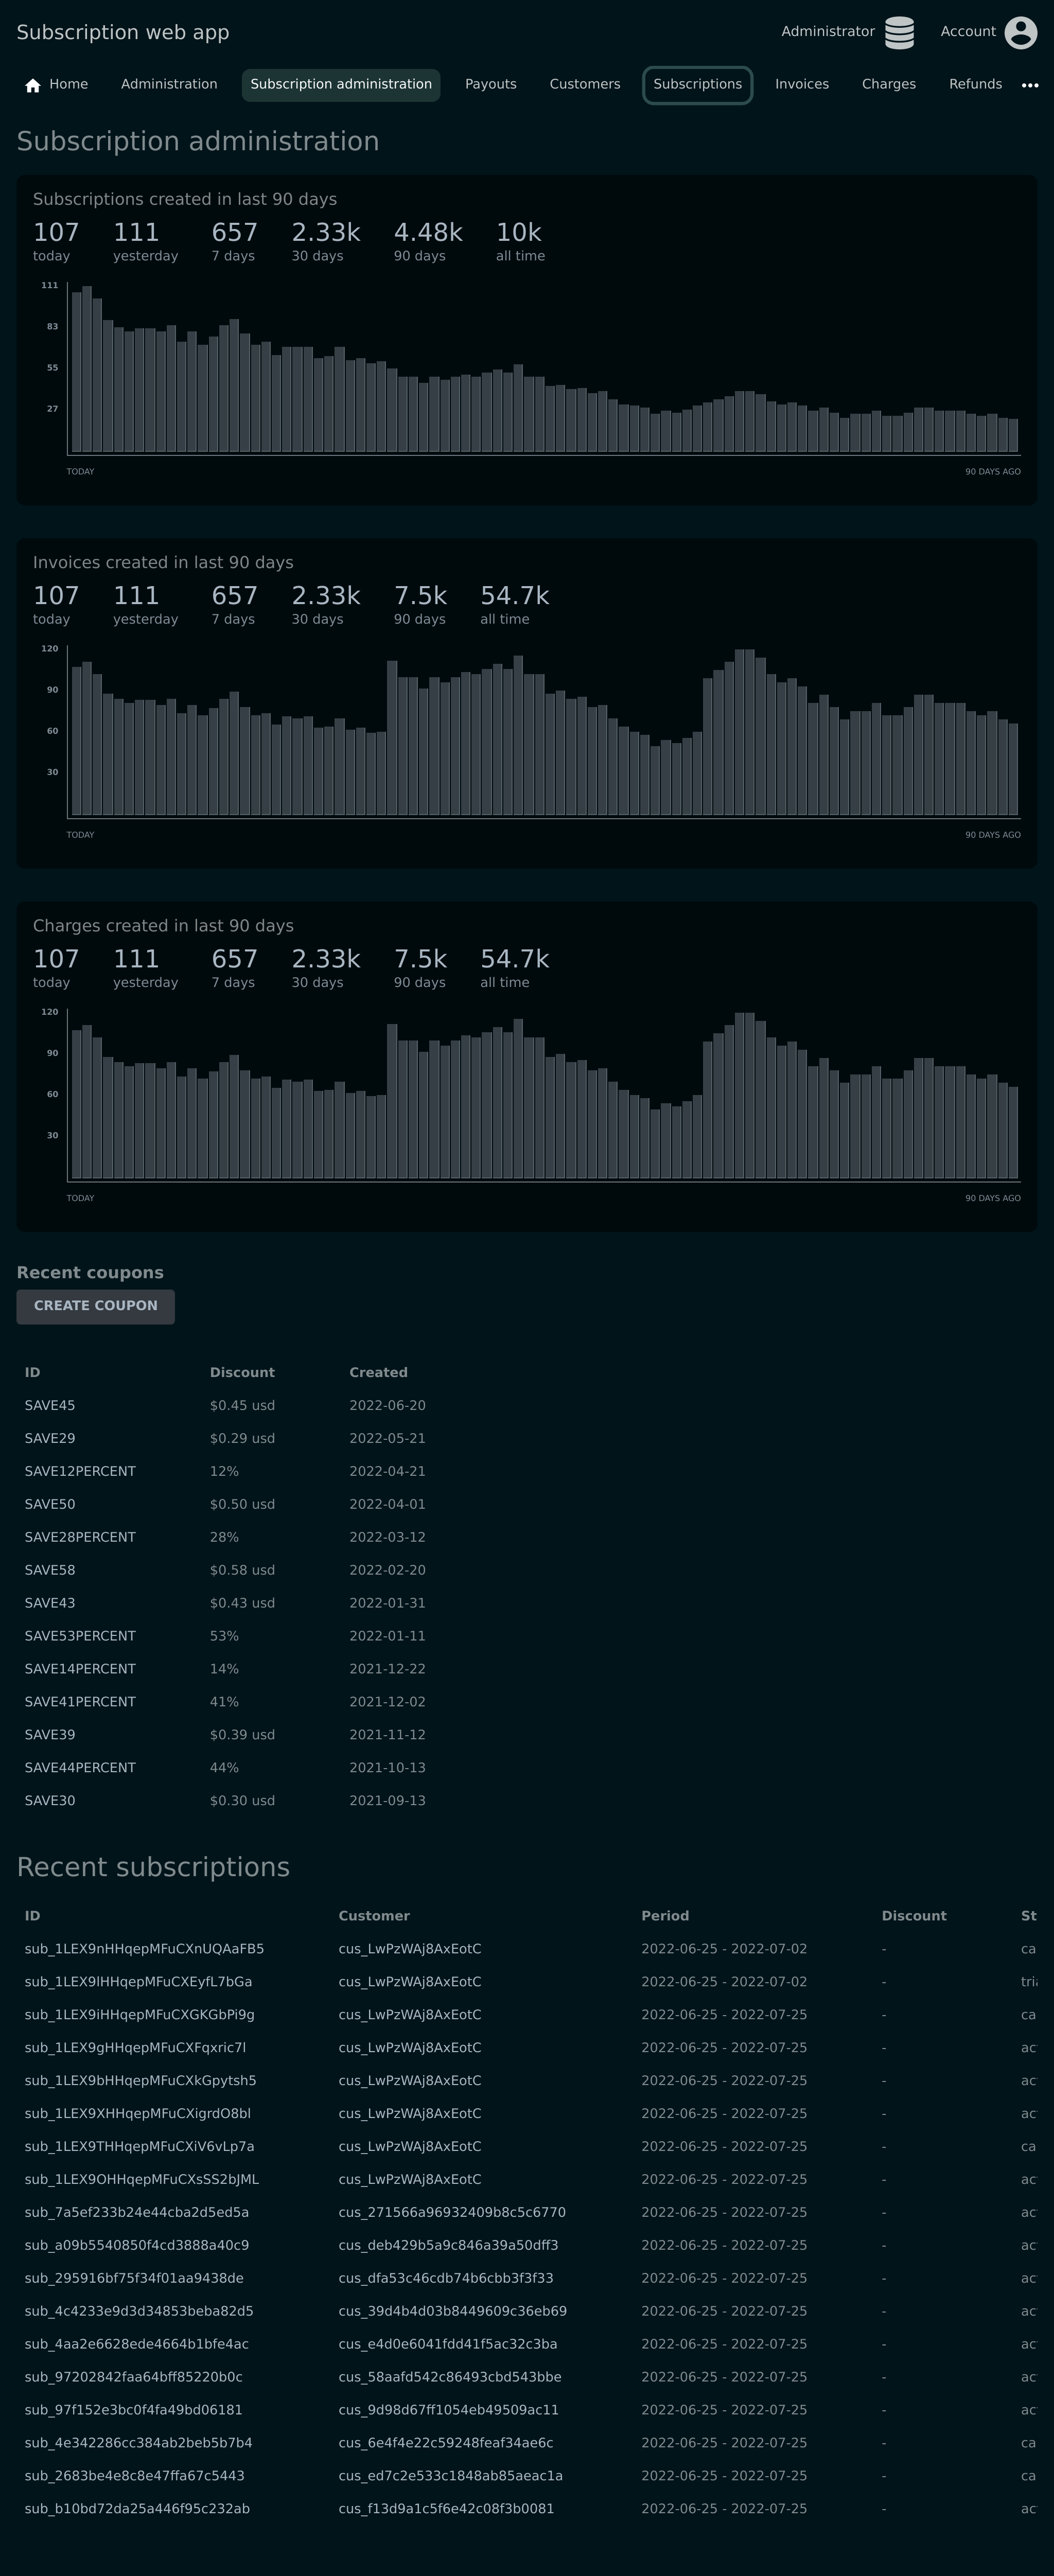 Subscription web app
Administrator Account
Home Administration Subscription administration Payouts Customers Subscriptions Invoices Charges Refunds
Subscription administration
Subscriptions created in last 90 days
107 111 657 2.33k 4.48k 10k
today yesterday 7 days 30 days 90 days all time
111
83
55
27
TODAY 90 DAYS AGO
Invoices created in last 90 days
107 111 657 2.33k 7.5k 54.7k
today yesterday 7 days 30 days 90 days all time
120
90
60
30
TODAY 90 DAYS AGO
Charges created in last 90 days
107 111 657 2.33k 7.5k 54.7k
today yesterday 7 days 30 days 90 days all time
120
90
60
30
TODAY 90 DAYS AGO
Recent coupons
CREATE COUPON
ID Discount Created
SAVE45 $0.45 usd 2022-06-20
SAVE29 $0.29 usd 2022-05-21
SAVE12PERCENT 12% 2022-04-21
SAVE50 $0.50 usd 2022-04-01
SAVE28PERCENT 28% 2022-03-12
SAVE58 $0.58 usd 2022-02-20
SAVE43 $0.43 usd 2022-01-31
SAVE53PERCENT 53% 2022-01-11
SAVE14PERCENT 14% 2021-12-22
SAVE41PERCENT 41% 2021-12-02
SAVE39 $0.39 usd 2021-11-12
SAVE44PERCENT 44% 2021-10-13
SAVE30 $0.30 usd 2021-09-13
Recent subscriptions
ID Customer Period Discount St
sub_1LEX9nHHqepMFuCXnUQAaFB5 cus_LwPzWAj8AxEotC 2022-06-25 - 2022-07-02 - ca
sub_1LEX9lHHqepMFuCXEyfL7bGa cus_LwPzWAj8AxEotC 2022-06-25 - 2022-07-02 - tria
sub_1LEX9iHHqepMFuCXGKGbPi9g cus_LwPzWAj8AxEotC 2022-06-25 - 2022-07-25 - ca
sub_1LEX9gHHqepMFuCXFqxric7l cus_LwPzWAj8AxEotC 2022-06-25 - 2022-07-25 - ac
sub_1LEX9bHHqepMFuCXkGpytsh5 cus_LwPzWAj8AxEotC 2022-06-25 - 2022-07-25 - ac
sub_1LEX9XHHqepMFuCXigrdO8bl cus_LwPzWAj8AxEotC 2022-06-25 - 2022-07-25 - ac
sub_1LEX9THHqepMFuCXiV6vLp7a cus_LwPzWAj8AxEotC 2022-06-25 - 2022-07-25 - ca
sub_1LEX9OHHqepMFuCXsSS2bJML cus_LwPzWAj8AxEotC 2022-06-25 - 2022-07-25 - ac
sub_7a5ef233b24e44cba2d5ed5a cus_271566a96932409b8c5c6770 2022-06-25 - 2022-07-25 - ac
sub_a09b5540850f4cd3888a40c9 cus_deb429b5a9c846a39a50dff3 2022-06-25 - 2022-07-25 - ac
sub_295916bf75f34f01aa9438de cus_dfa53c46cdb74b6cbb3f3f33 2022-06-25 - 2022-07-25 - ac
sub_4c4233e9d3d34853beba82d5 cus_39d4b4d03b8449609c36eb69 2022-06-25 - 2022-07-25 - ac
sub_4aa2e6628ede4664b1bfe4ac cus_e4d0e6041fdd41f5ac32c3ba 2022-06-25 - 2022-07-25 - ac
sub_97202842faa64bff85220b0c cus_58aafd542c86493cbd543bbe 2022-06-25 - 2022-07-25 - ac
sub_97f152e3bc0f4fa49bd06181 cus_9d98d67ff1054eb49509ac11 2022-06-25 - 2022-07-25 - ac
sub_4e342286cc384ab2beb5b7b4 cus_6e4f4e22c59248feaf34ae6c 2022-06-25 - 2022-07-25 - ca
sub_2683be4e8c8e47ffa67c5443 cus_ed7c2e533c1848ab85aeac1a 2022-06-25 - 2022-07-25 - ca
sub_b10bd72da25a446f95c232ab cus_f13d9a1c5f6e42c08f3b0081 2022-06-25 - 2022-07-25 - ac